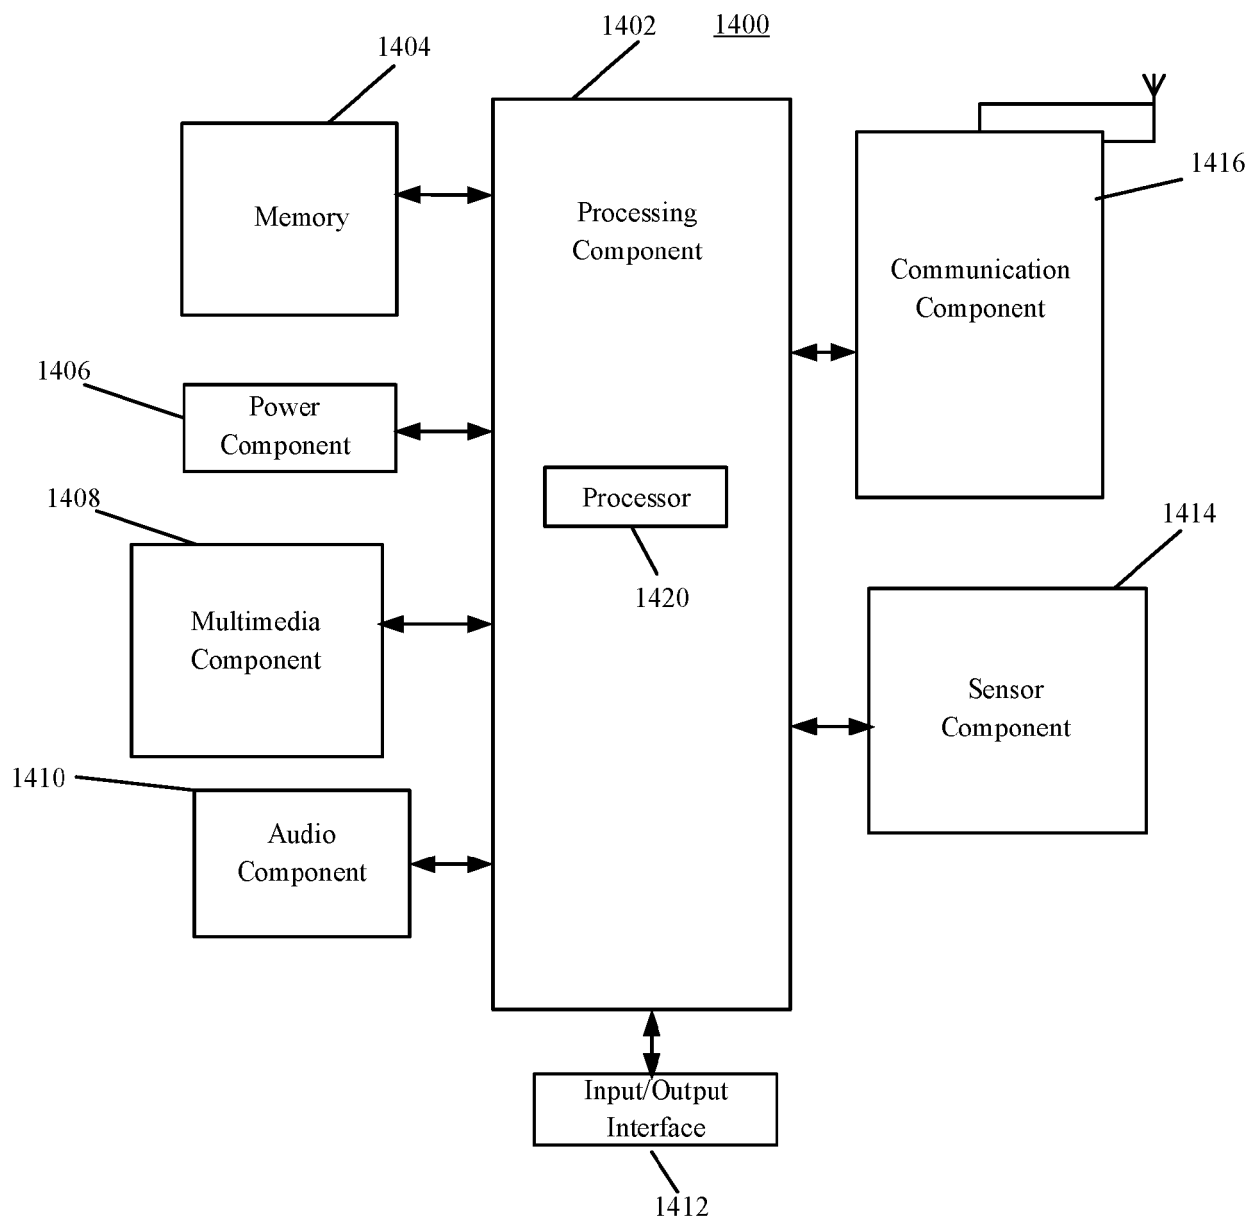 1402
1400
1404
1416
Memory
Processing
Component
Communication
Component
1406
Power
Component
1408
Processor
1414
1420
Multimedia
Component
Sensor
Component
1410
Audio
Component
Input/Output
Interface
1412